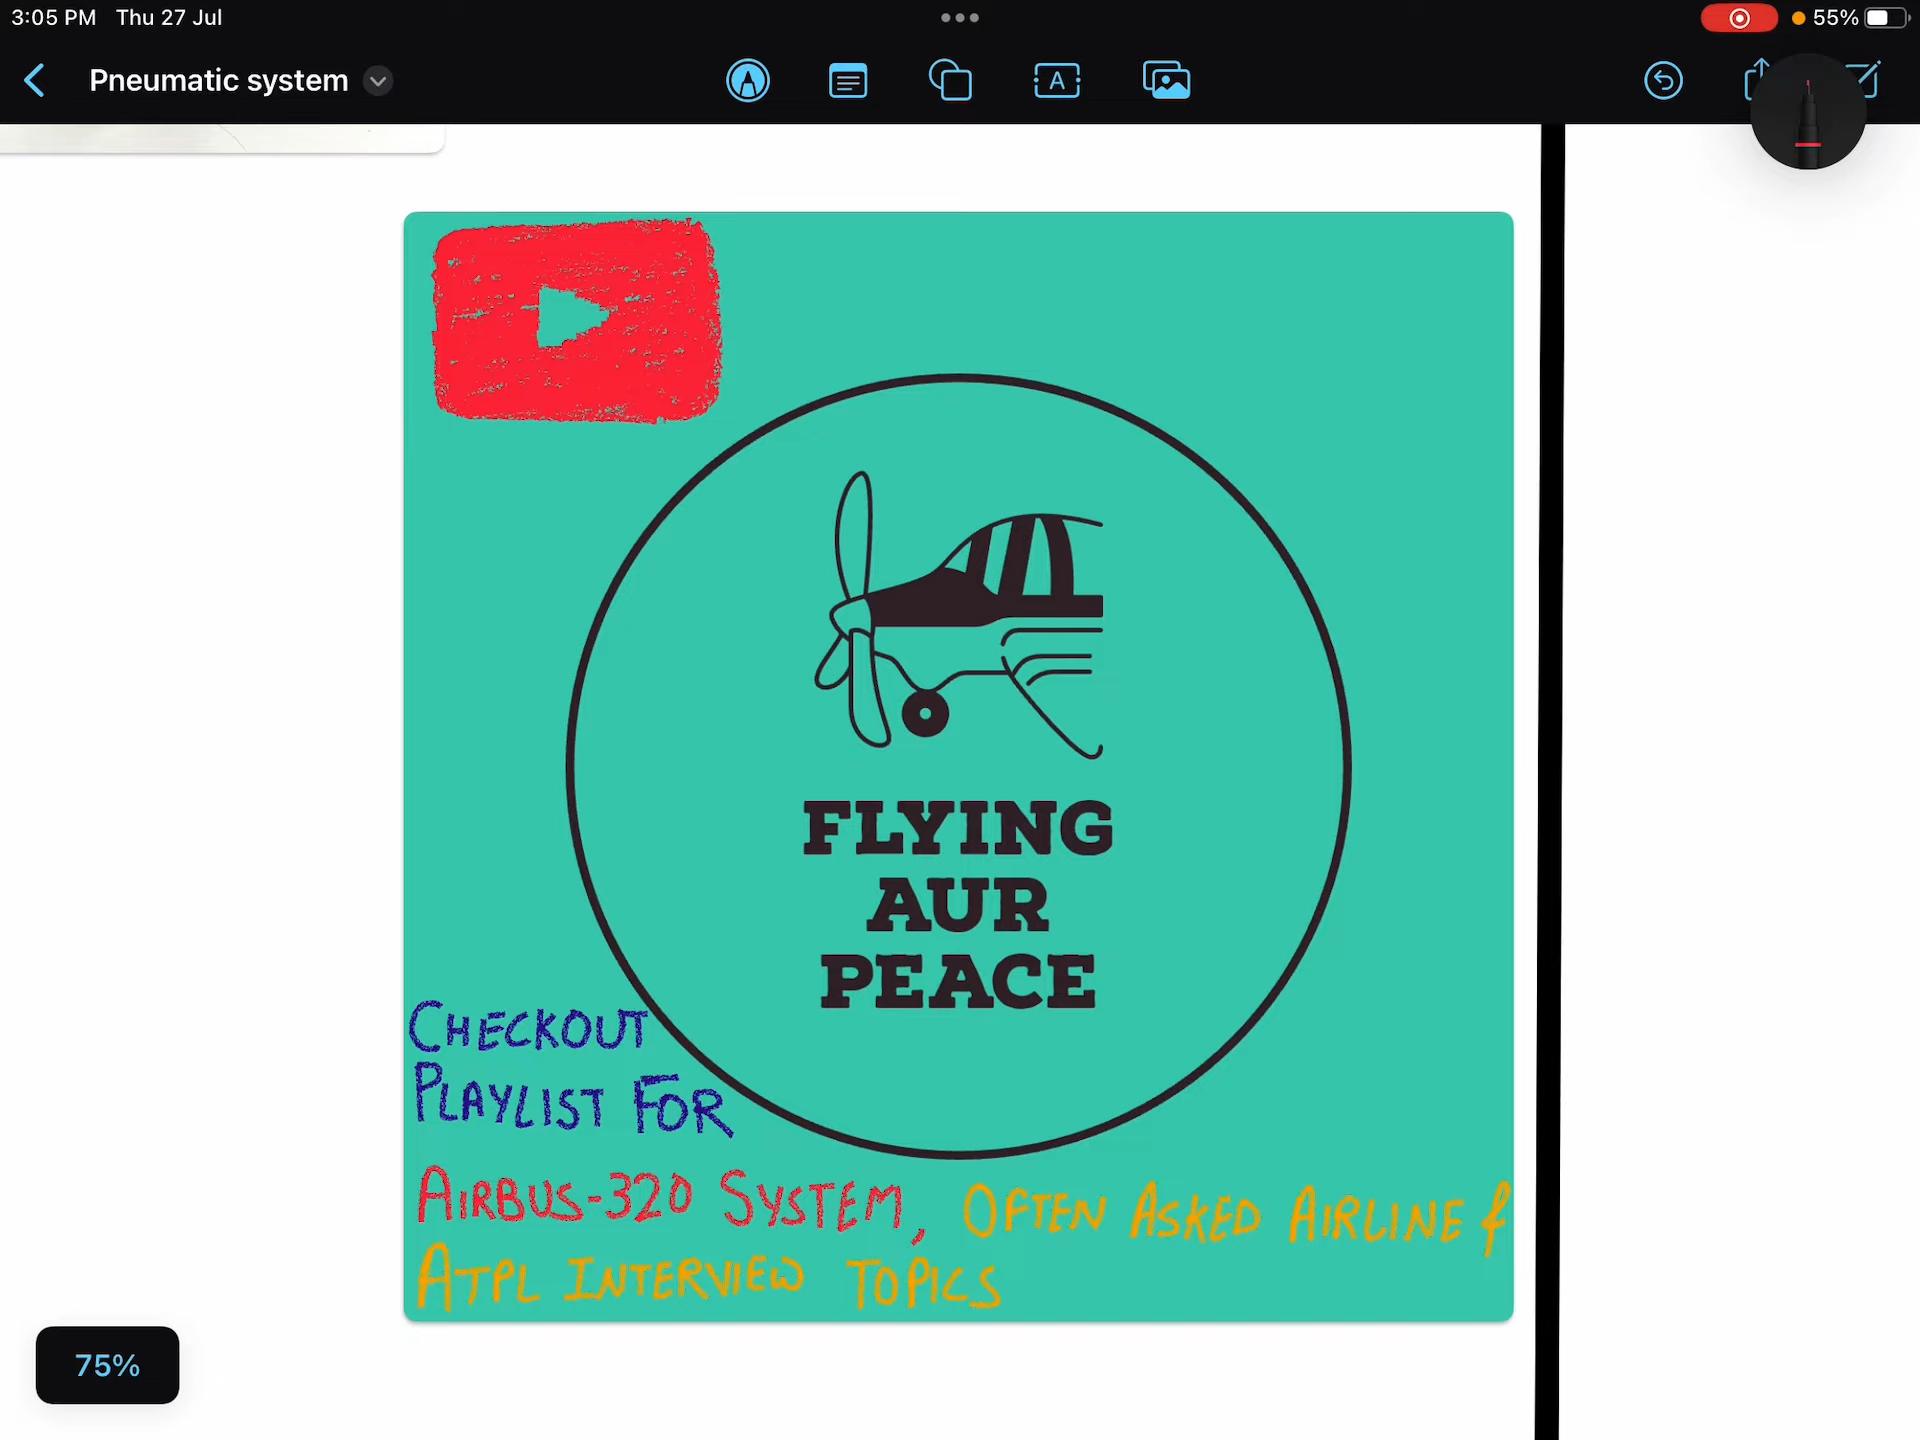 3:05 PM Thu 27 Jul
55%
Pneumatic system
A
FLYING
AUR
PEACE
CHECKOUT
PLAYLIST FOR
AIRBUS-320 SYSTEM, OFTEN ASKED AIRLINE &
ATPL INTERVIEW TOPICS
75%